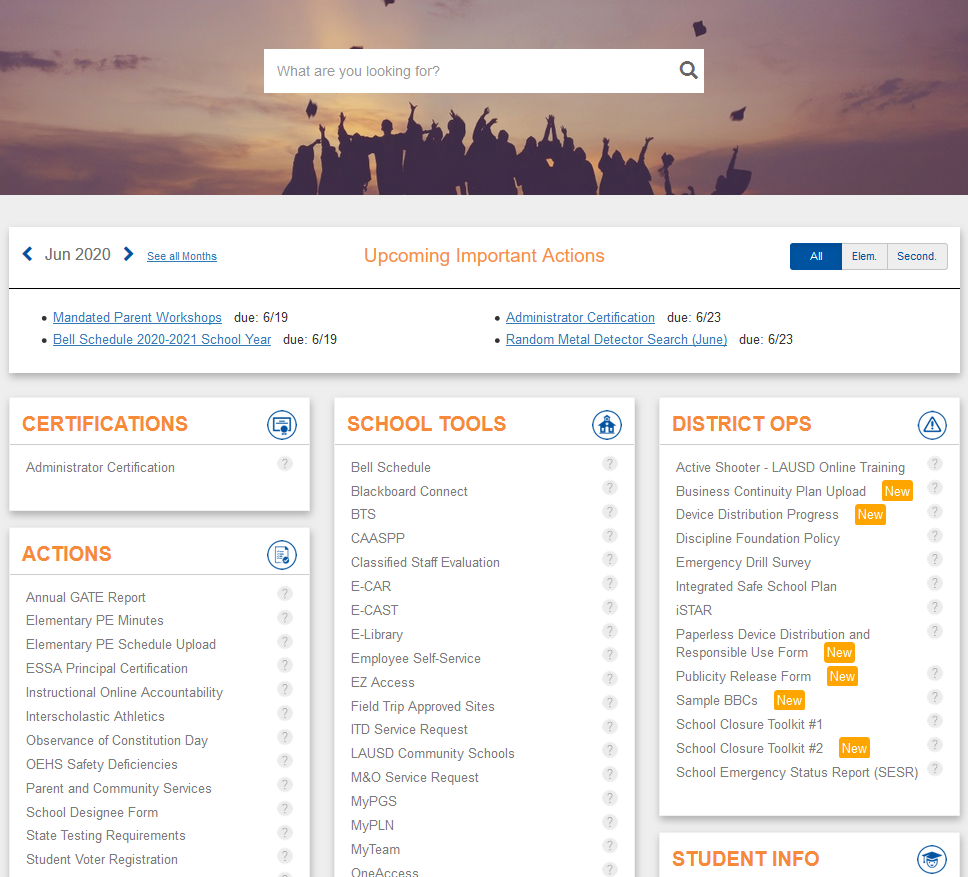 What are you looking for?
Jun 2020 See all Months
Upcoming Important Actions
All Elem. Second.
• Mandated Parent Workshops due: 6/19
• Bell Schedule 2020-2021 School Year due: 6/19
• Administrator Certification due: 6/23
• Random Metal Detector Search (June) due: 6/23
CERTIFICATIONS
Administrator Certification ?
ACTIONS
Annual GATE Report ?
Elementary PE Minutes ?
Elementary PE Schedule Upload ?
ESSA Principal Certification ?
Instructional Online Accountability ?
Interscholastic Athletics ?
Observance of Constitution Day ?
OEHS Safety Deficiencies ?
Parent and Community Services ?
School Designee Form ?
State Testing Requirements ?
Student Voter Registration ?
SCHOOL TOOLS
Bell Schedule ?
Blackboard Connect ?
BTS ?
CAASPP ?
Classified Staff Evaluation ?
E-CAR ?
E-CAST ?
E-Library ?
Employee Self-Service ?
EZ Access ?
Field Trip Approved Sites ?
ITD Service Request ?
LAUSD Community Schools ?
M&O Service Request ?
MyPGS ?
MyPLN ?
MyTeam ?
OneAccess ?
DISTRICT OPS
Active Shooter - LAUSD Online Training ?
Business Continuity Plan Upload New ?
Device Distribution Progress New ?
Discipline Foundation Policy ?
Emergency Drill Survey ?
Integrated Safe School Plan ?
iSTAR ?
Paperless Device Distribution and ?
Responsible Use Form New
Publicity Release Form New ?
Sample BBCs New ?
School Closure Toolkit #1 ?
School Closure Toolkit #2 New ?
School Emergency Status Report (SESR) ?
STUDENT INFO